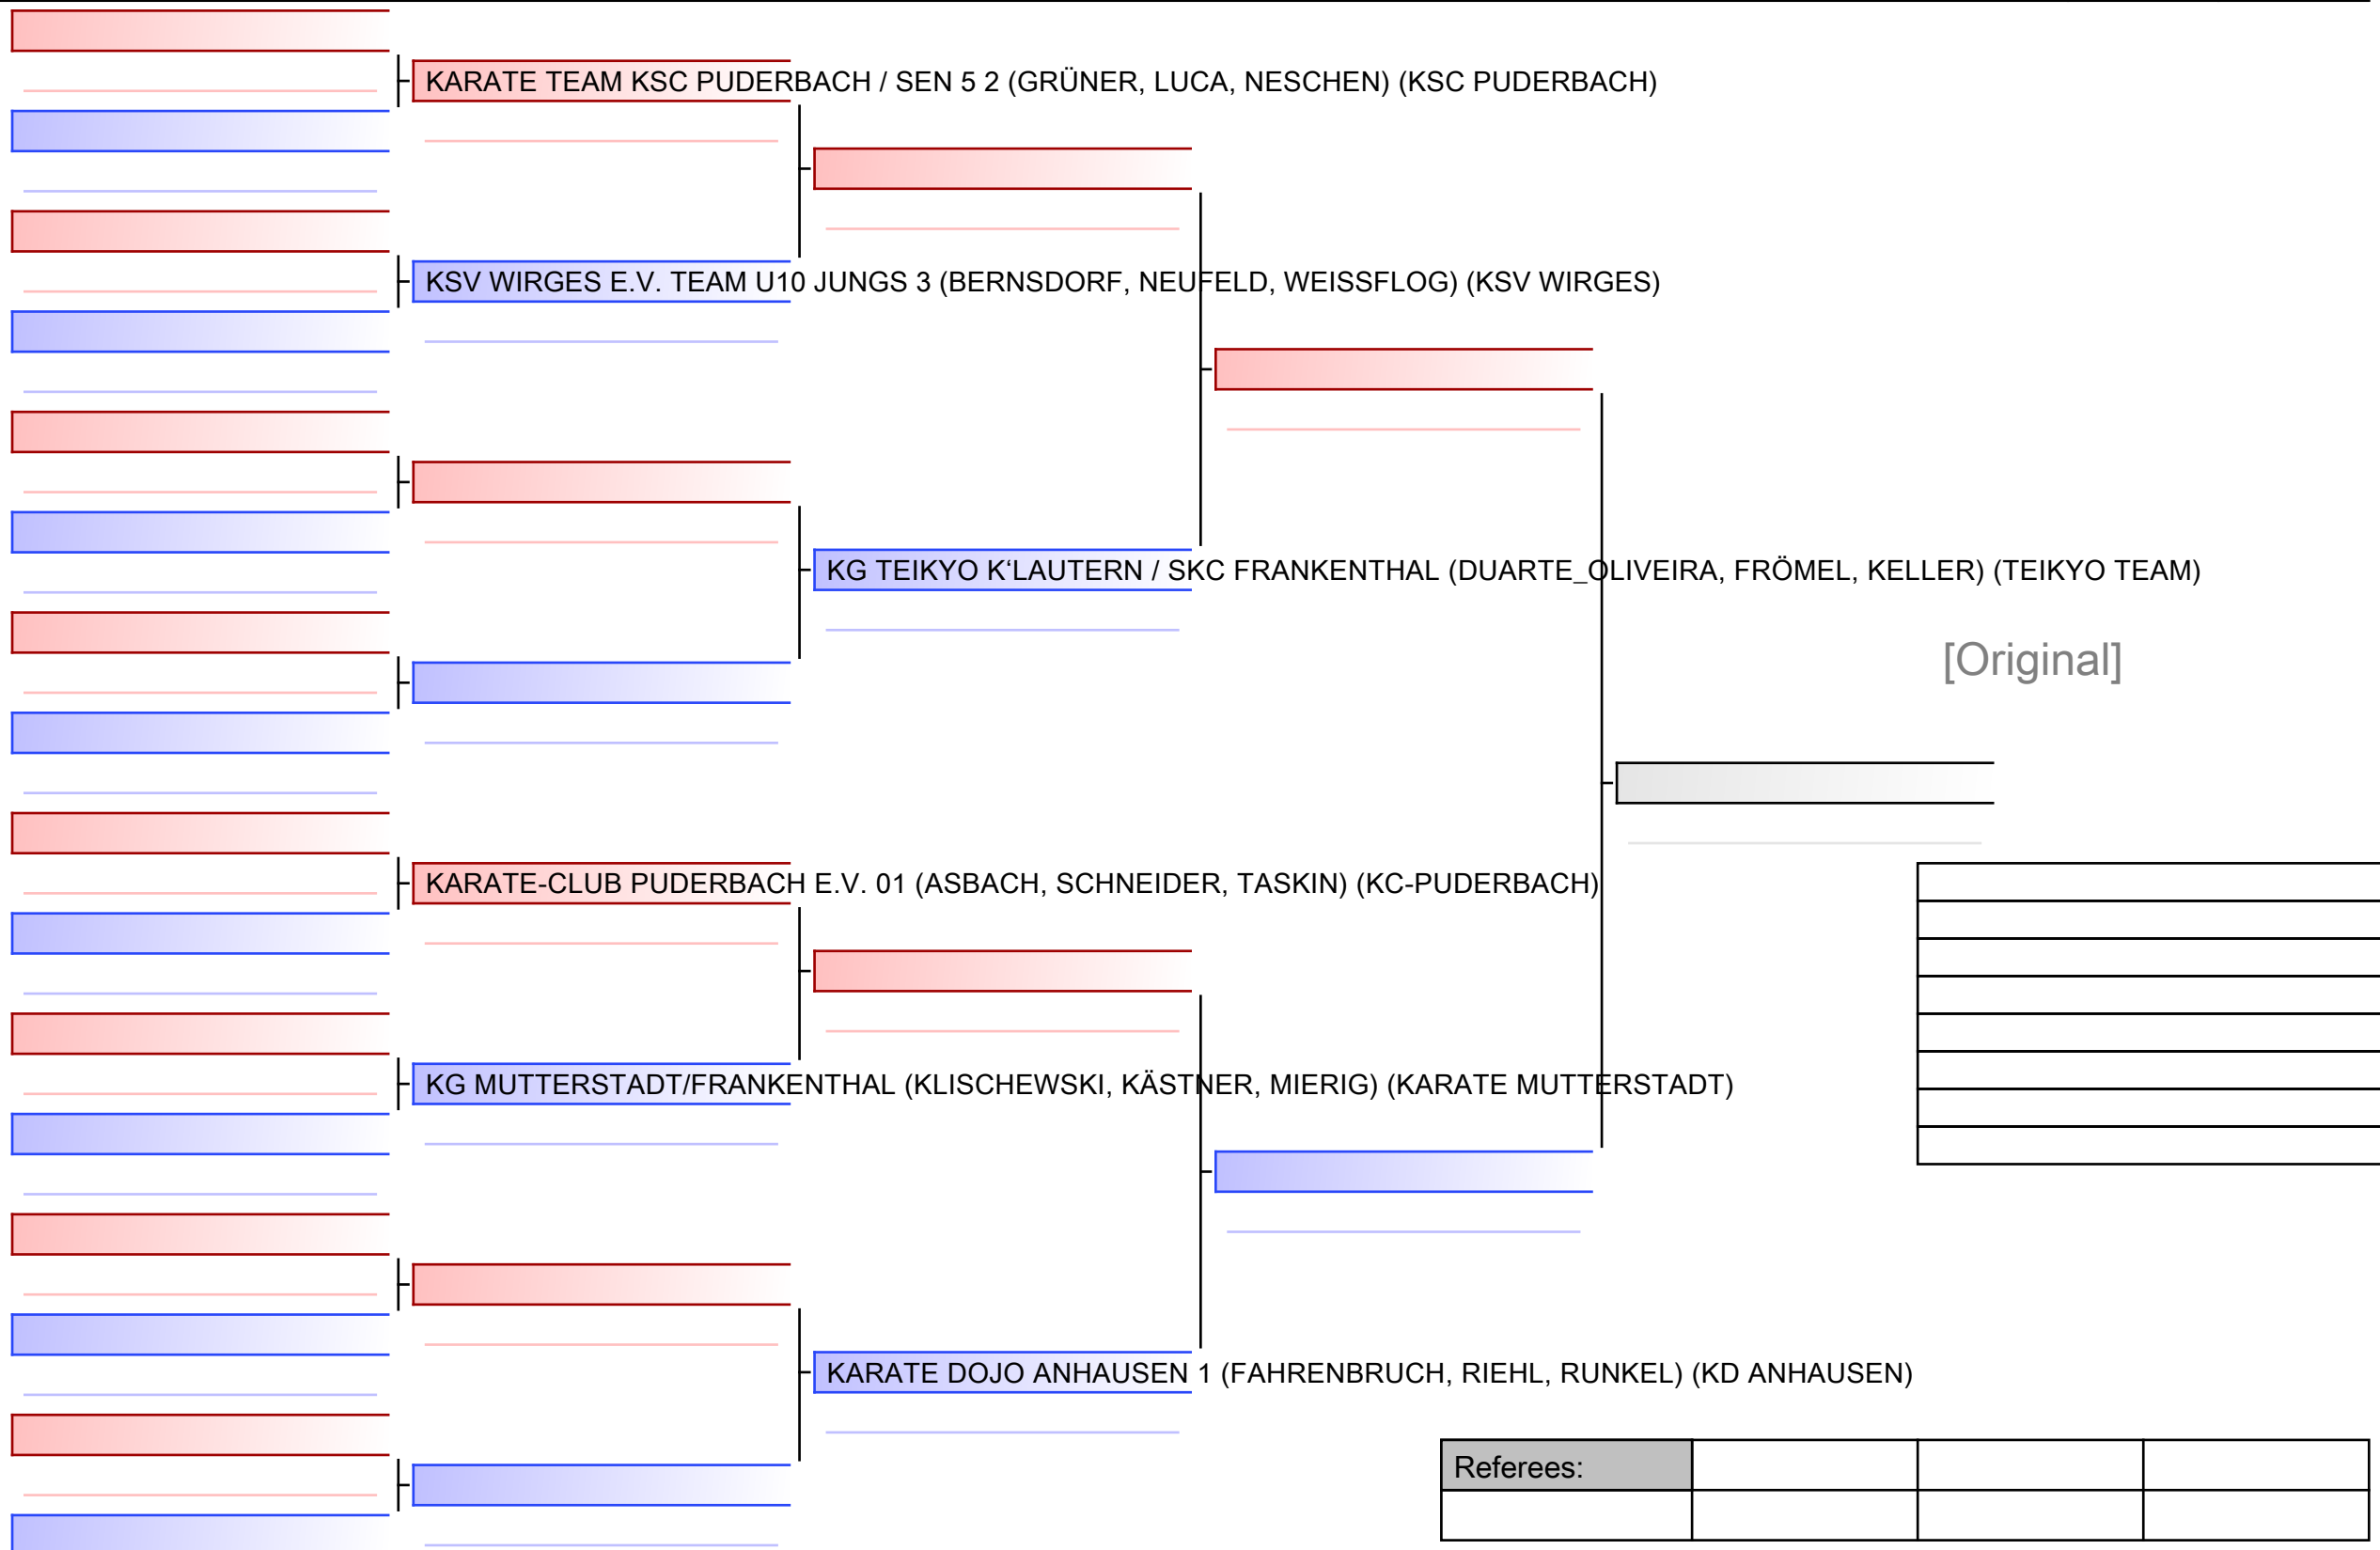 KARATE TEAM KSC PUDERBACH / SEN 5 2 (GRÜNER, LUCA, NESCHEN) (KSC PUDERBACH)
KSV WIRGES E.V. TEAM U10 JUNGS 3 (BERNSDORF, NEUFELD, WEISSFLOG) (KSV WIRGES)
KG TEIKYO K‘LAUTERN / SKC FRANKENTHAL (DUARTE_OLIVEIRA, FRÖMEL, KELLER) (TEIKYO TEAM)
[Original]
KARATE-CLUB PUDERBACH E.V. 01 (ASBACH, SCHNEIDER, TASKIN) (KC-PUDERBACH)
KG MUTTERSTADT/FRANKENTHAL (KLISCHEWSKI, KÄSTNER, MIERIG) (KARATE MUTTERSTADT)
KARATE DOJO ANHAUSEN 1 (FAHRENBRUCH, RIEHL, RUNKEL) (KD ANHAUSEN)
Referees: